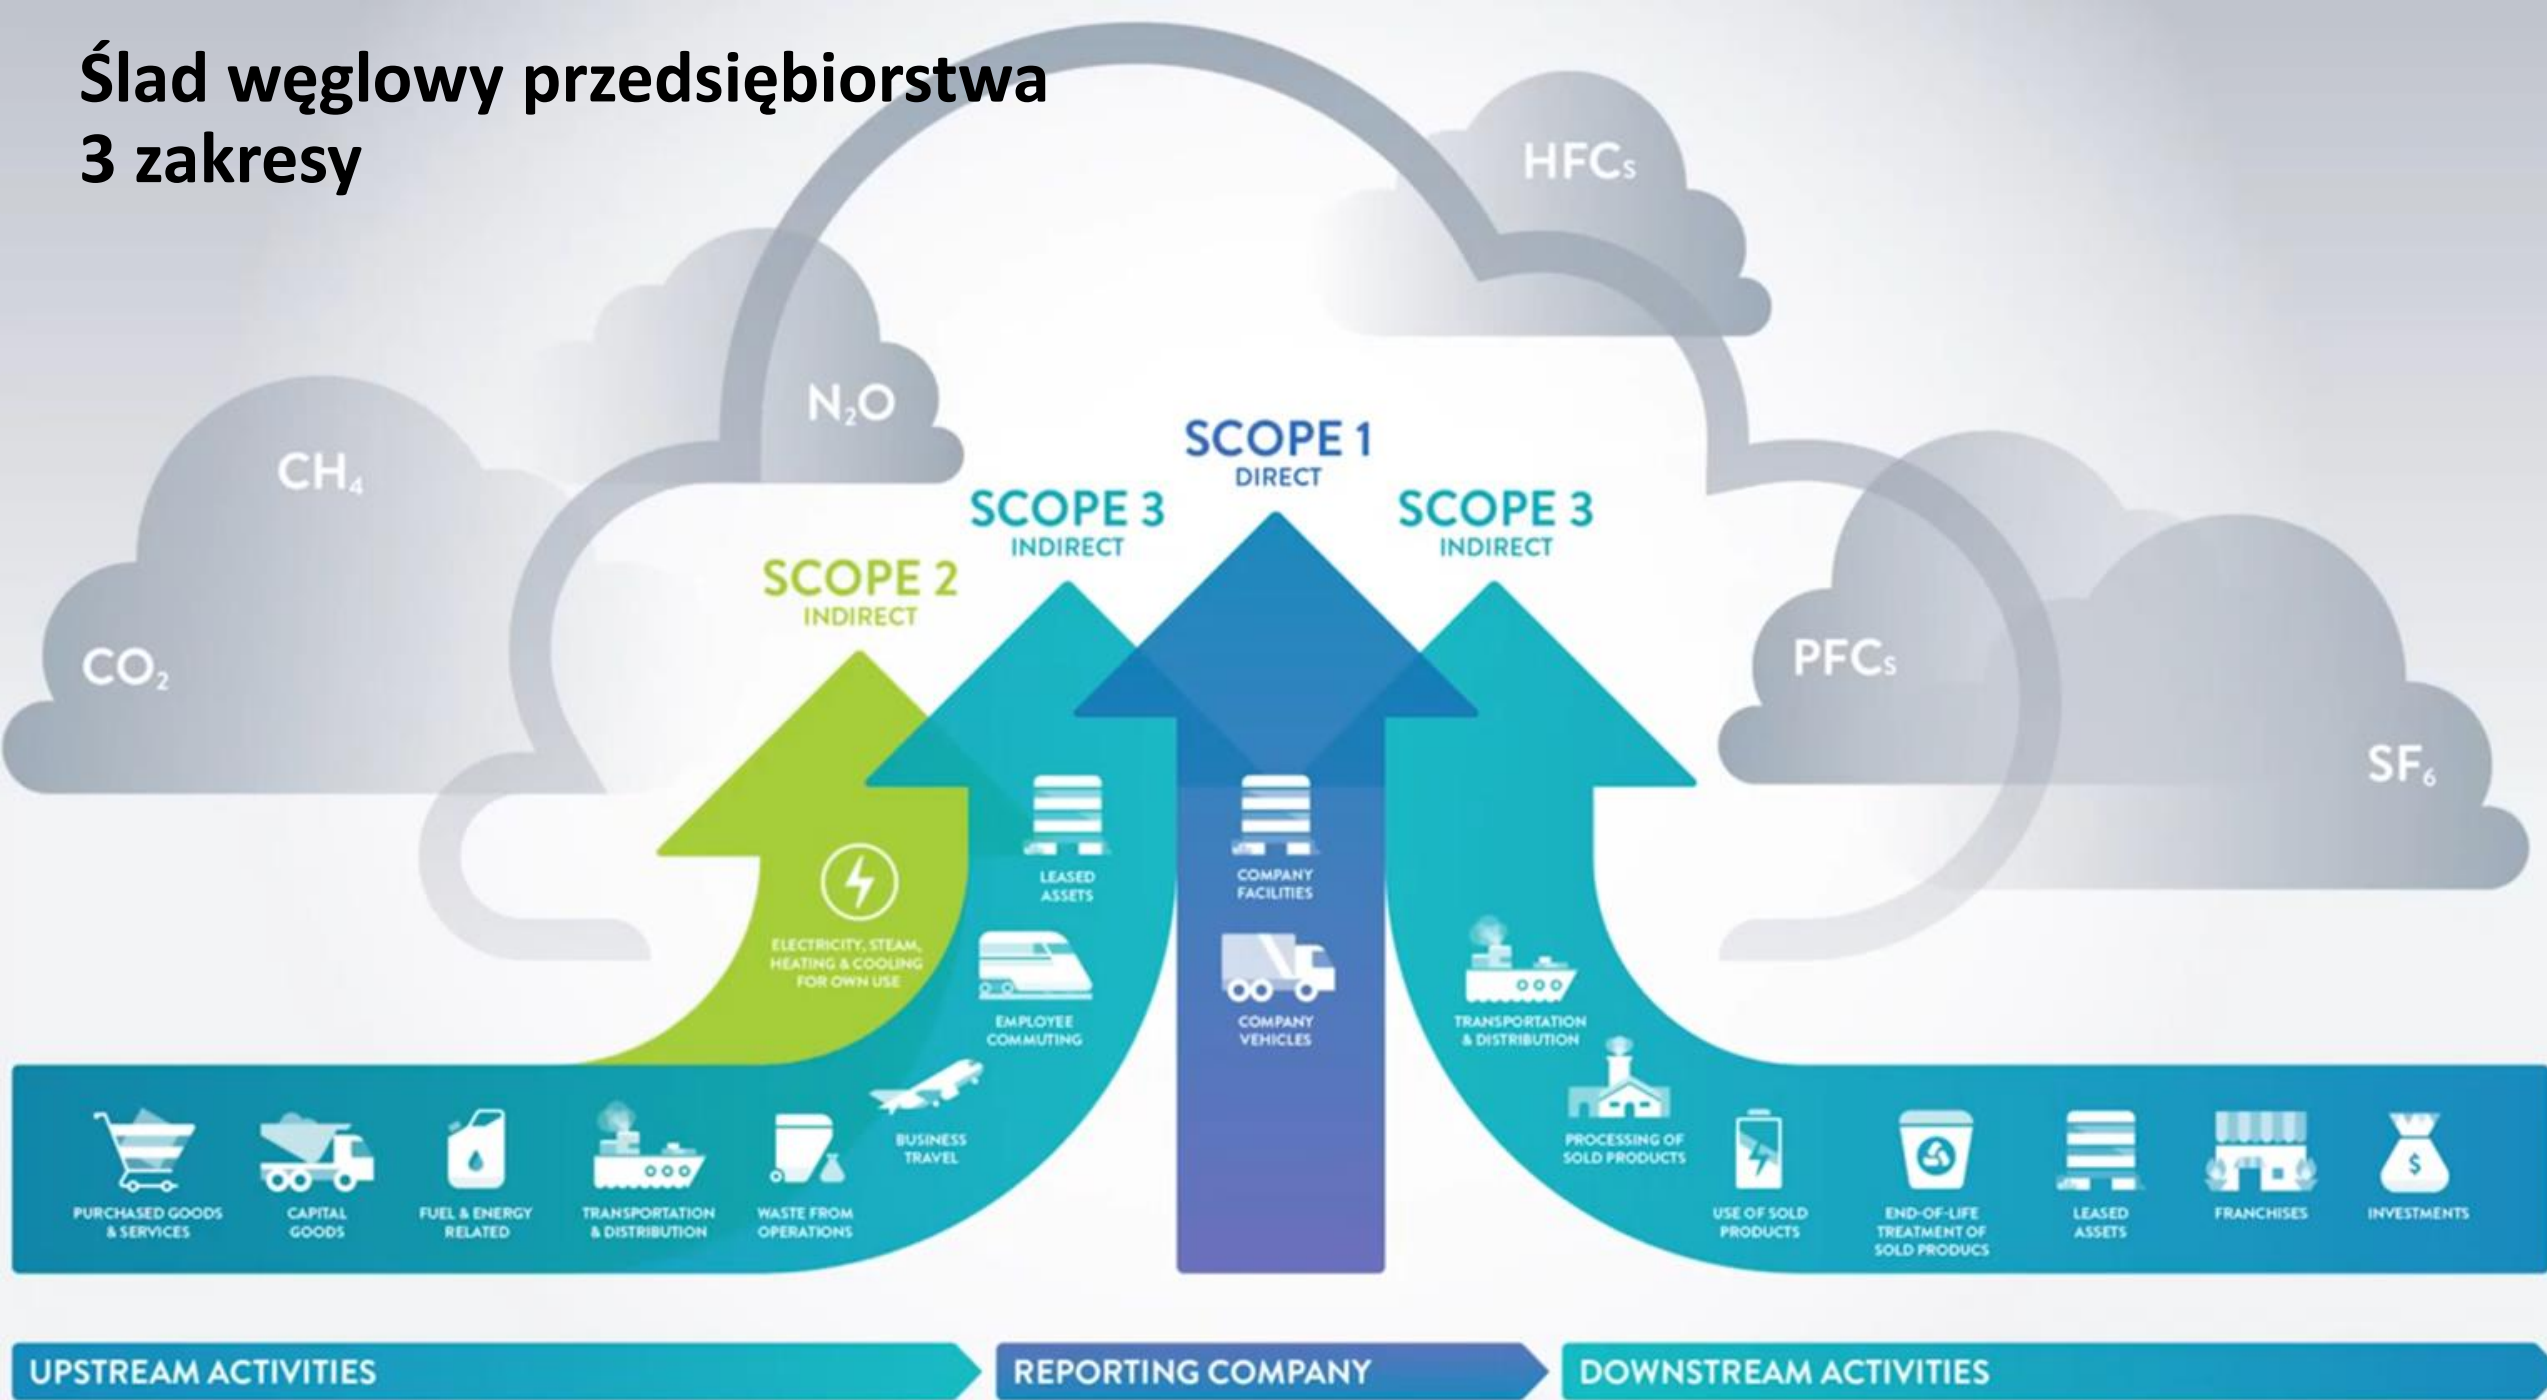 Ślad węglowy przedsiębiorstwa
3 zakresy
HFCs
N₂O
CH₄
CO₂
PFCs
SF₆
SCOPE 2
INDIRECT
SCOPE 3
INDIRECT
SCOPE 1
DIRECT
SCOPE 3
INDIRECT
ELECTRICITY, STEAM,
HEATING & COOLING
FOR OWN USE
LEASED
ASSETS
EMPLOYEE
COMMUTING
BUSINESS
TRAVEL
COMPANY
FACILITIES
COMPANY
VEHICLES
TRANSPORTATION
& DISTRIBUTION
PROCESSING OF
SOLD PRODUCTS
PURCHASED GOODS
& SERVICES
CAPITAL
GOODS
FUEL & ENERGY
RELATED
TRANSPORTATION
& DISTRIBUTION
WASTE FROM
OPERATIONS
USE OF SOLD
PRODUCTS
END-OF-LIFE
TREATMENT OF
SOLD PRODUCS
LEASED
ASSETS
FRANCHISES
$
INVESTMENTS
UPSTREAM ACTIVITIES
REPORTING COMPANY
DOWNSTREAM ACTIVITIES